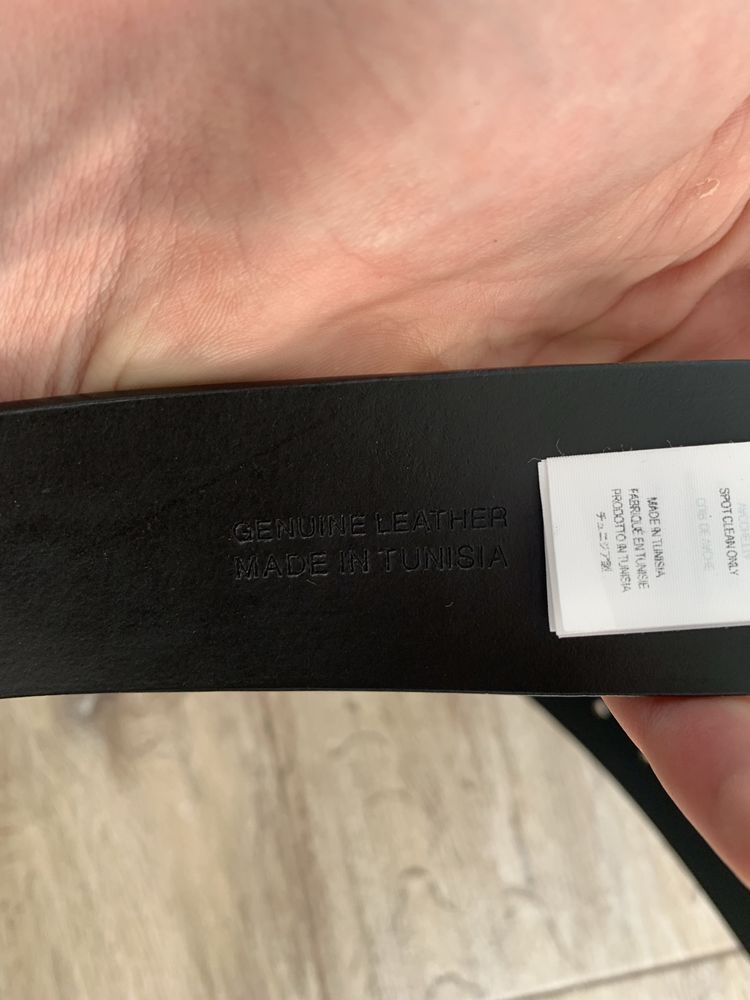 GENUINE LEATHER
MADE IN TUNISIA
MADE IN TUNISIA
FABRIQUE EN TUNISIE
PRODOTTO IN TUNISIA
チュニジア製
SPOT CLEAN ONLY